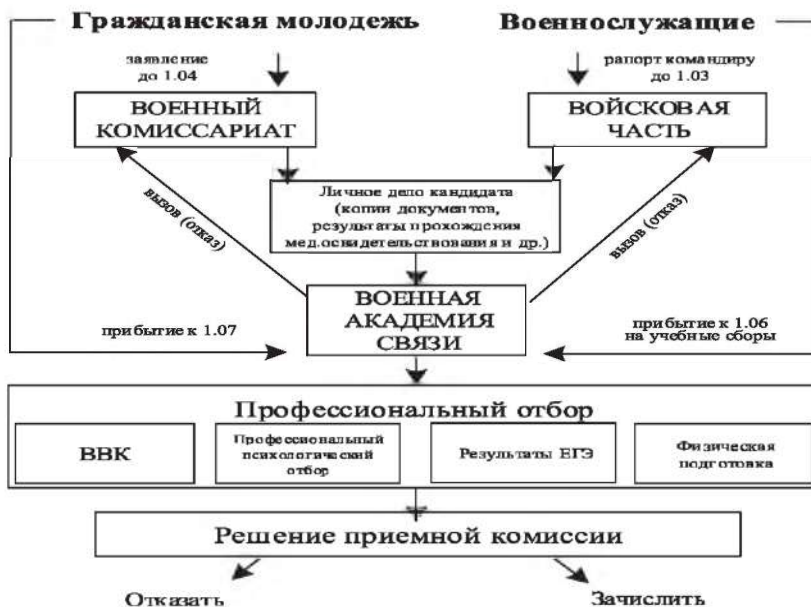 Гражданская молодежь
Военнослужащие
заявление
до 1.04
рапорт командиру
до 1.03
ВОЕННЫЙ
КОМИССАРИАТ
ВОЙСКОВАЯ
ЧАСТЬ
Личное дело кандидата
(копии документов,
результаты прохождения
мед.освидетельствования и др.)
вызов (отказ)
вызов (отказ)
ВОЕННАЯ
АКАДЕМИЯ
СВЯЗИ
прибытие к 1.07
прибытие к 1.06
на учебные сборы
Профессиональный отбор
ВВК
Профессиональный
психологический
отбор
Результаты ЕГЭ
Физическая
подготовка
Решение приемной комиссии
Отказать
Зачислить